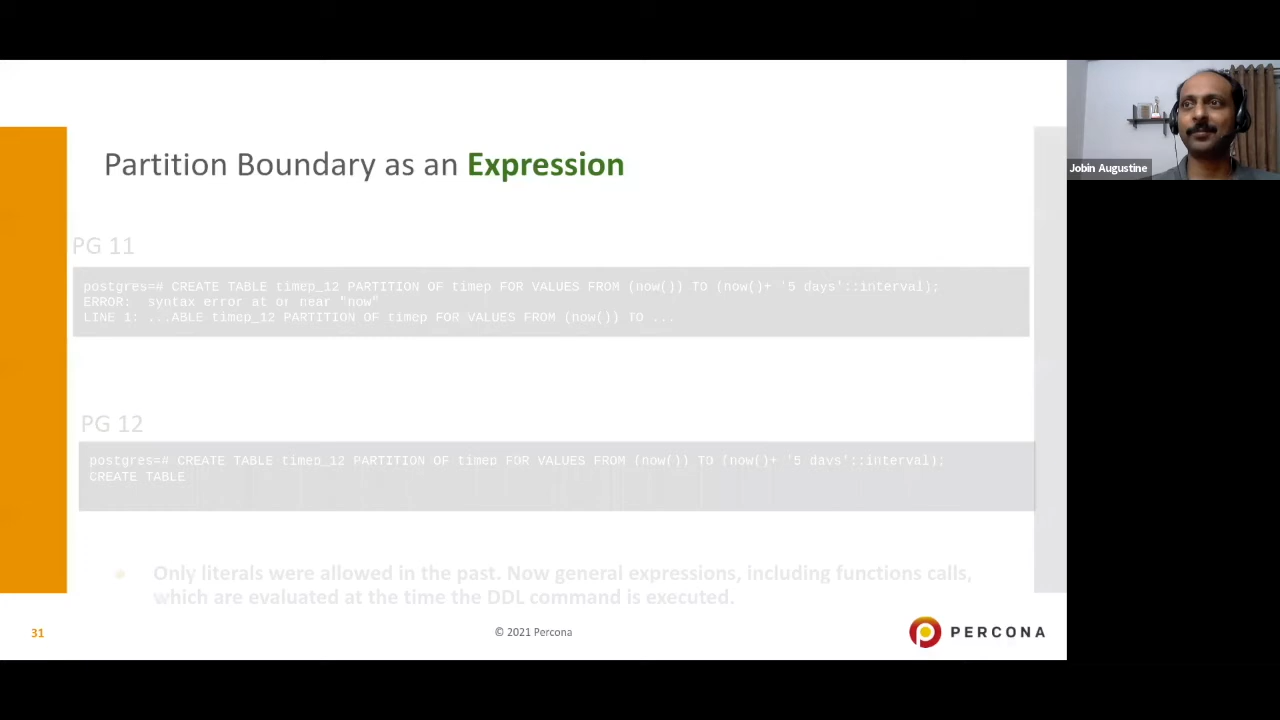 Partition Boundary as an Expression
Jobin Augustine
PG 11
postgres=# CREATE TABLE timep_12 PARTITION OF timep FOR VALUES FROM (now()) TO (now()+ '5 days'::interval);
ERROR:  syntax error at or near "now"
LINE 1: ...ABLE timep_12 PARTITION OF timep FOR VALUES FROM (now()) TO ...
PG 12
postgres=# CREATE TABLE timep_12 PARTITION OF timep FOR VALUES FROM (now()) TO (now()+ '5 days'::interval);
CREATE TABLE
Only literals were allowed in the past. Now general expressions, including functions calls,
which are evaluated at the time the DDL command is executed.
31
© 2021 Percona
PERCONA